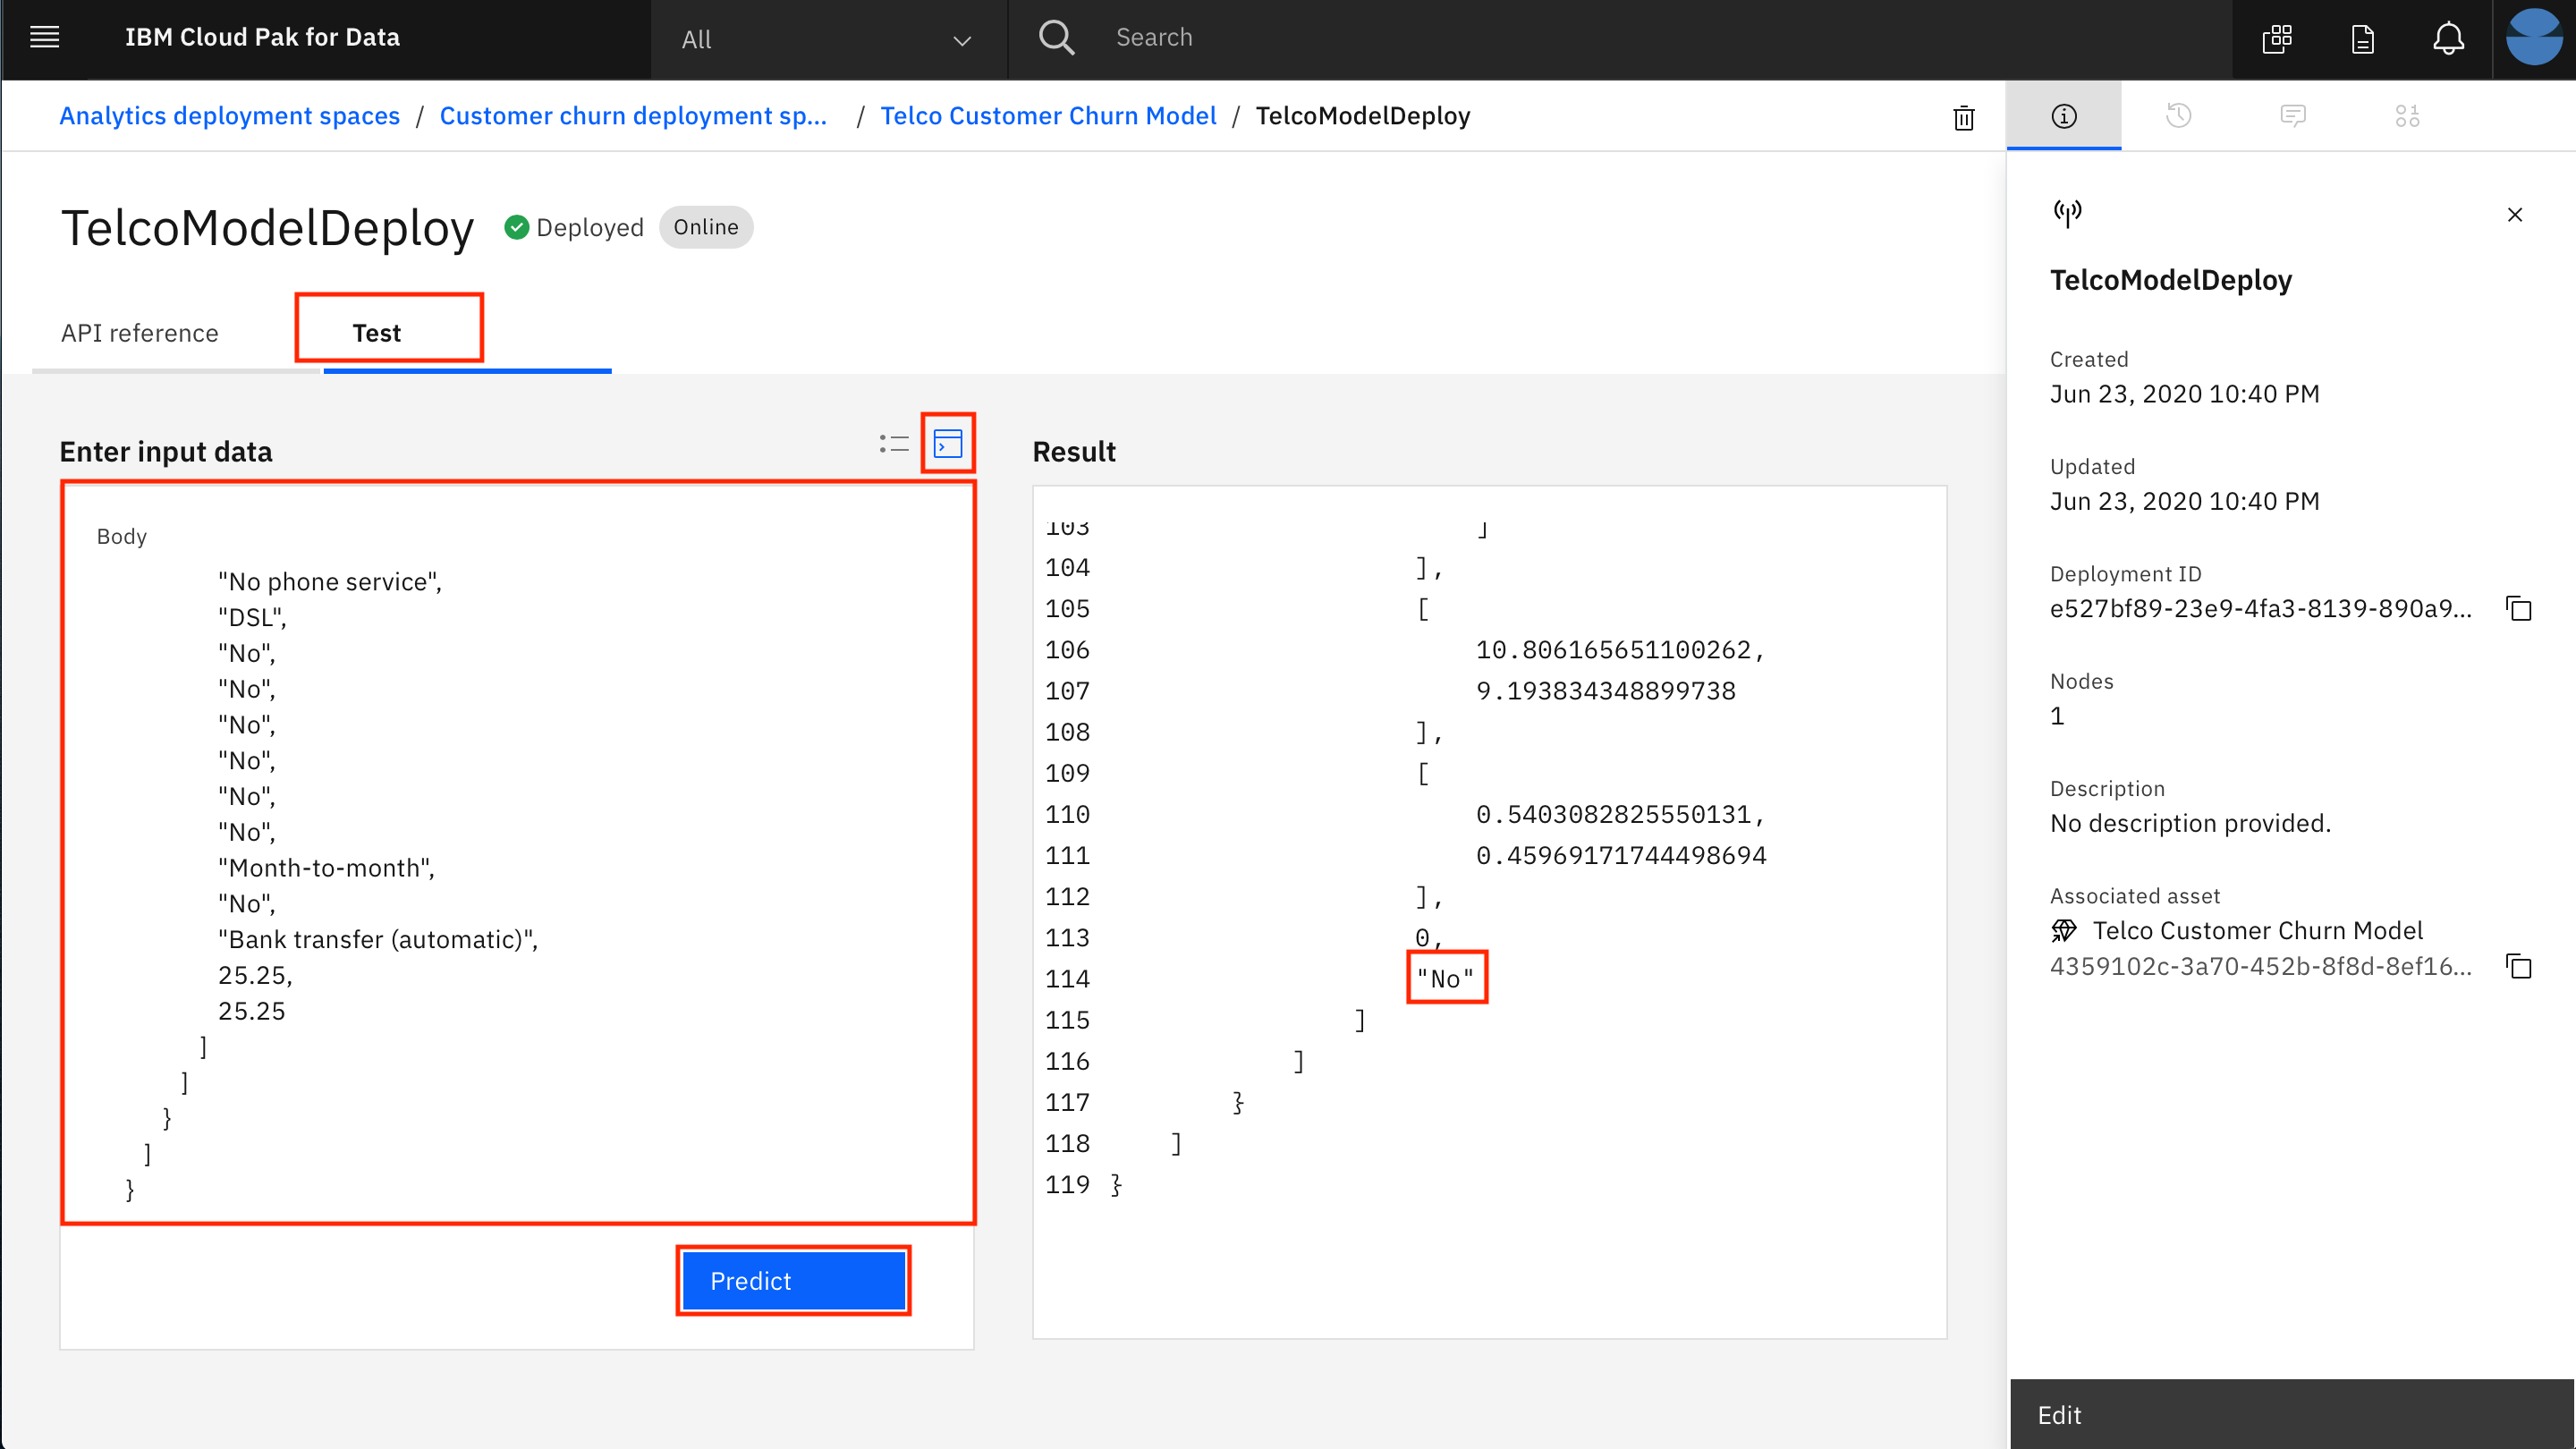 IBM Cloud Pak for Data
All
Search
Analytics deployment spaces / Customer churn deployment sp... / Telco Customer Churn Model / TelcoModelDeploy
TelcoModelDeploy
Deployed
Online
API reference
Test
Enter input data
Body
"No phone service",
"DSL",
"No",
"No",
"No",
"No",
"No",
"No",
"Month-to-month",
"No",
"Bank transfer (automatic)",
25.25,
25.25
]
]
}
]
}
Predict
Result
103 ]
104 ],
105 [
106 10.806165651100262,
107 9.193834348899738
108 ],
109 [
110 0.5403082825550131,
111 0.45969171744498694
112 ],
113 0,
114 "No"
115 ]
116 ]
117 }
118 ]
119 }
TelcoModelDeploy
Created
Jun 23, 2020 10:40 PM
Updated
Jun 23, 2020 10:40 PM
Deployment ID
e527bf89-23e9-4fa3-8139-890a9...
Nodes
1
Description
No description provided.
Associated asset
Telco Customer Churn Model
4359102c-3a70-452b-8f8d-8ef16...
Edit